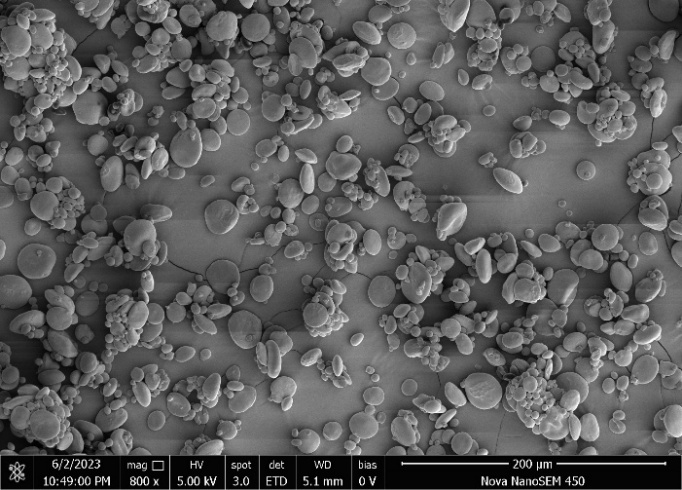 6/2/2023 mag HV spot det WD bias 200 µm
10:49:00 PM 800 x 5.00 kV 3.0 ETD 5.1 mm 0 V Nova NanoSEM 450